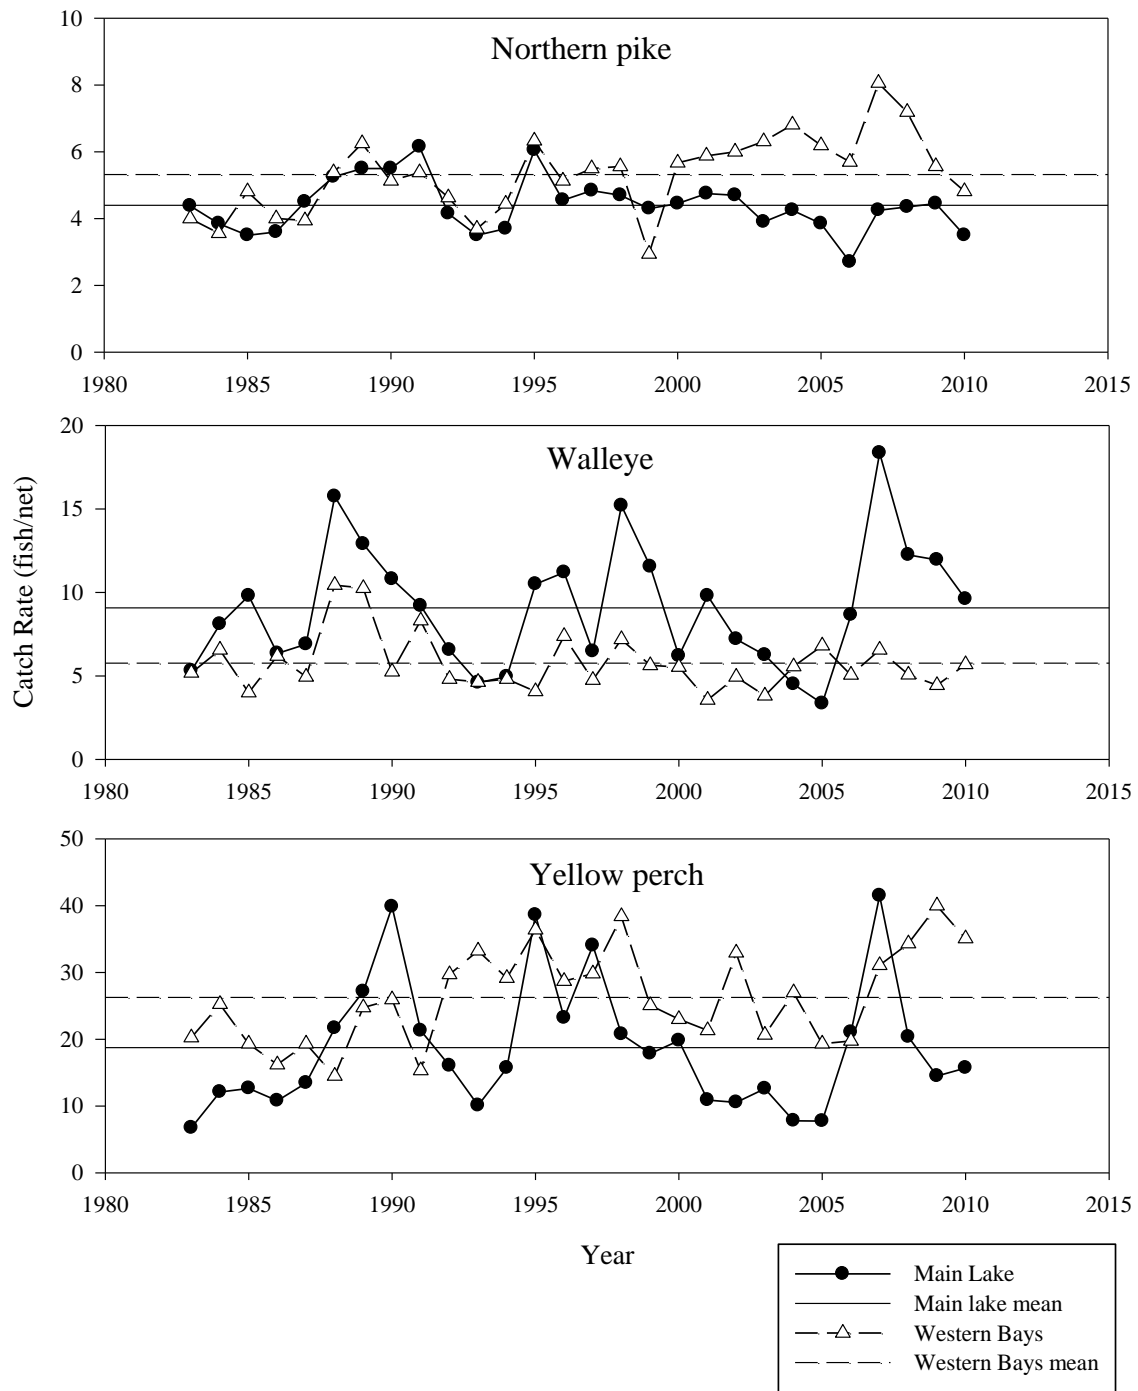 10
Northern pike
8
6
4
2
0
1980 1985 1990 1995 2000 2005 2010 2015
20
Walleye
15
10
5
0
1980 1985 1990 1995 2000 2005 2010 2015
Catch Rate (fish/net)
50
Yellow perch
40
30
20
10
0
1980 1985 1990 1995 2000 2005 2010 2015
Year
Main Lake
Main lake mean
Western Bays
Western Bays mean